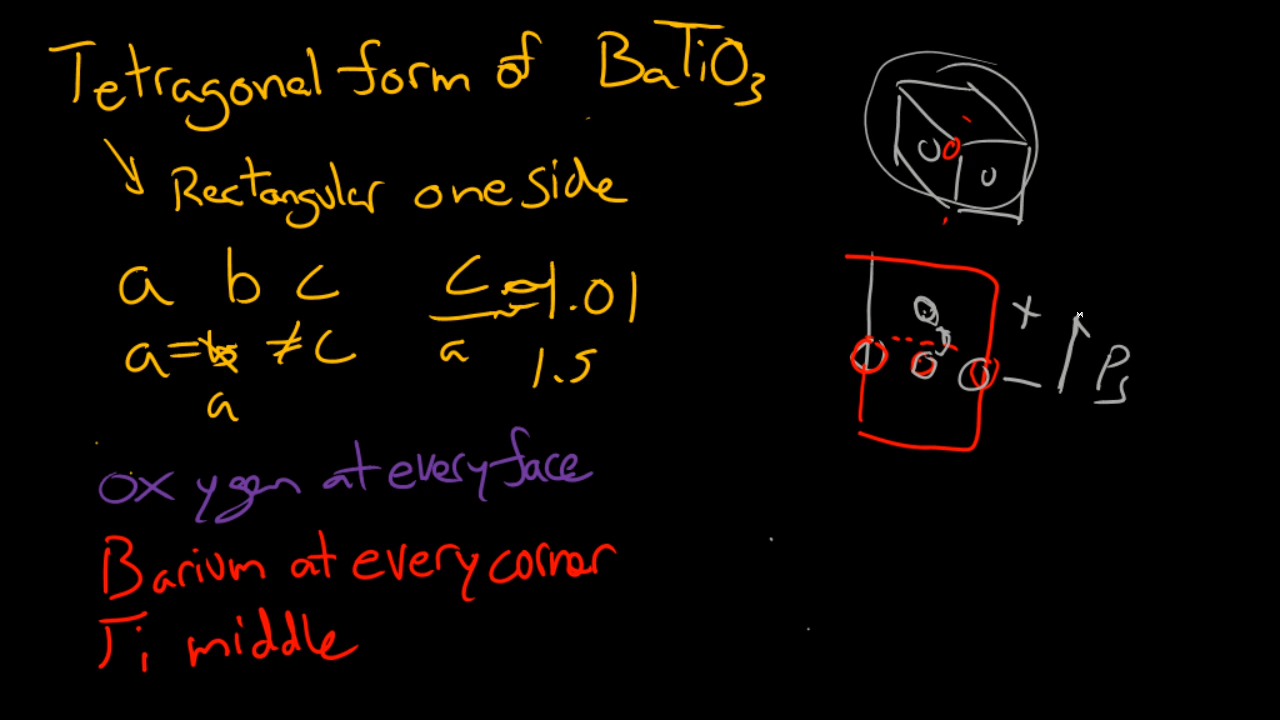 Tetragonal form of BaTiO3
Rectangular one side
a b c
c/a = 1.01
a = b ≠ c
1.5
a
oxygen at every face
Barium at every corner
Ti middle
+
- Ps